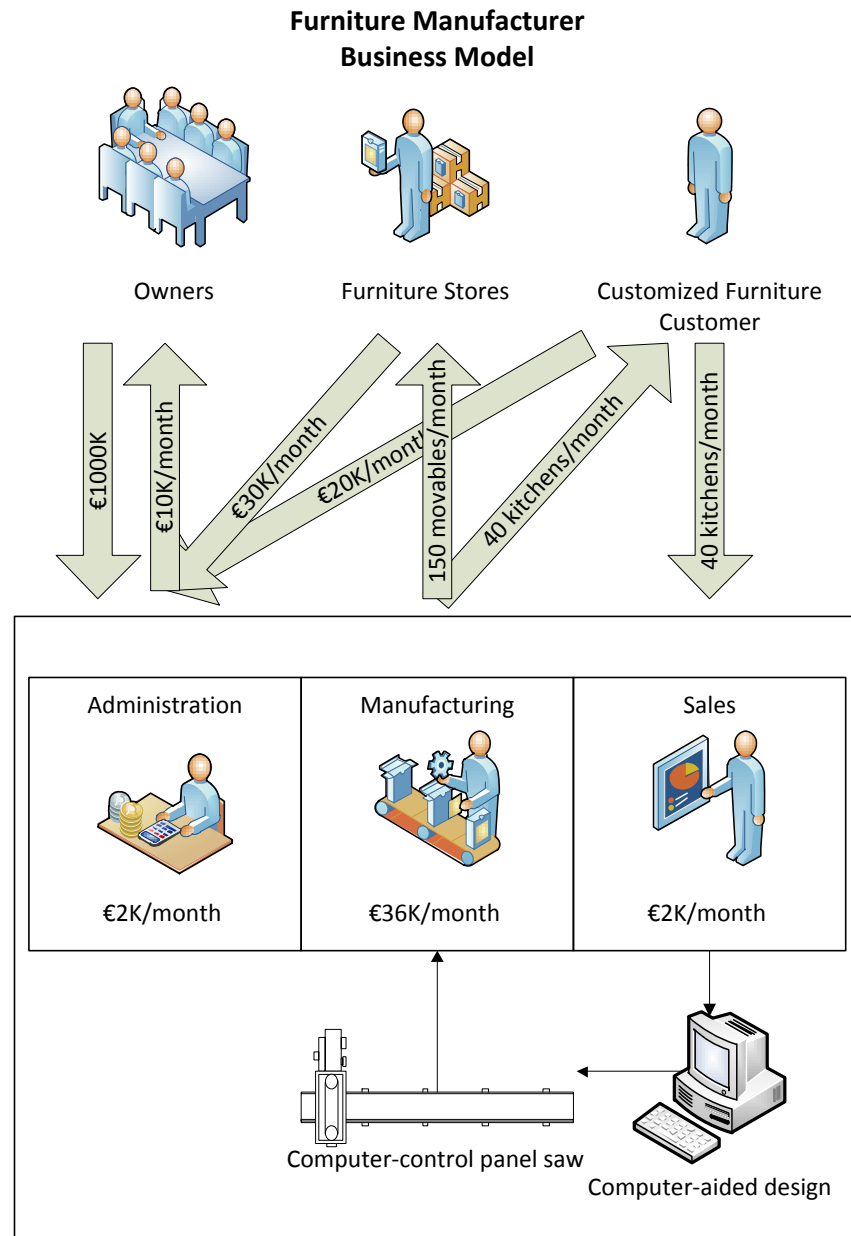 Furniture Manufacturer
Business Model
Owners
Furniture Stores
Customized Furniture
Customer
€1000K
€10K/month
€30K/month
€20K/month
150 movables/month
40 kitchens/month
40 kitchens/month
Administration
Manufacturing
Sales
€2K/month
€36K/month
€2K/month
Computer-control panel saw
Computer-aided design